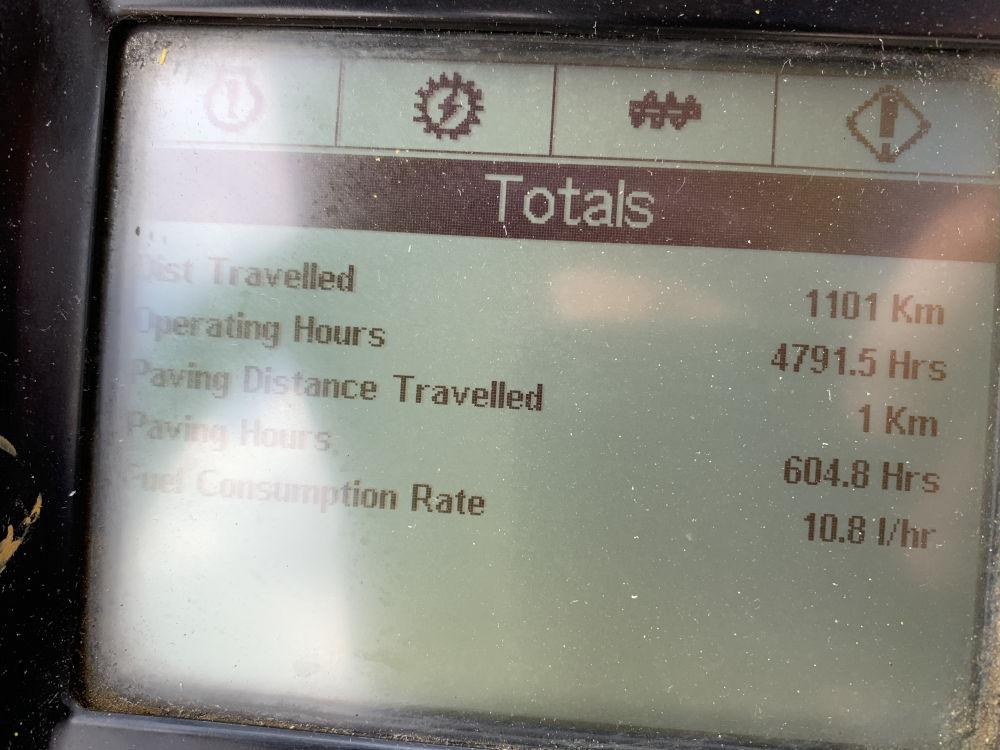 Totals
Dist Travelled 1101 Km
Operating Hours 4791.5 Hrs
Paving Distance Travelled 1 Km
Paving Hours 604.8 Hrs
Fuel Consumption Rate 10.8 l/hr